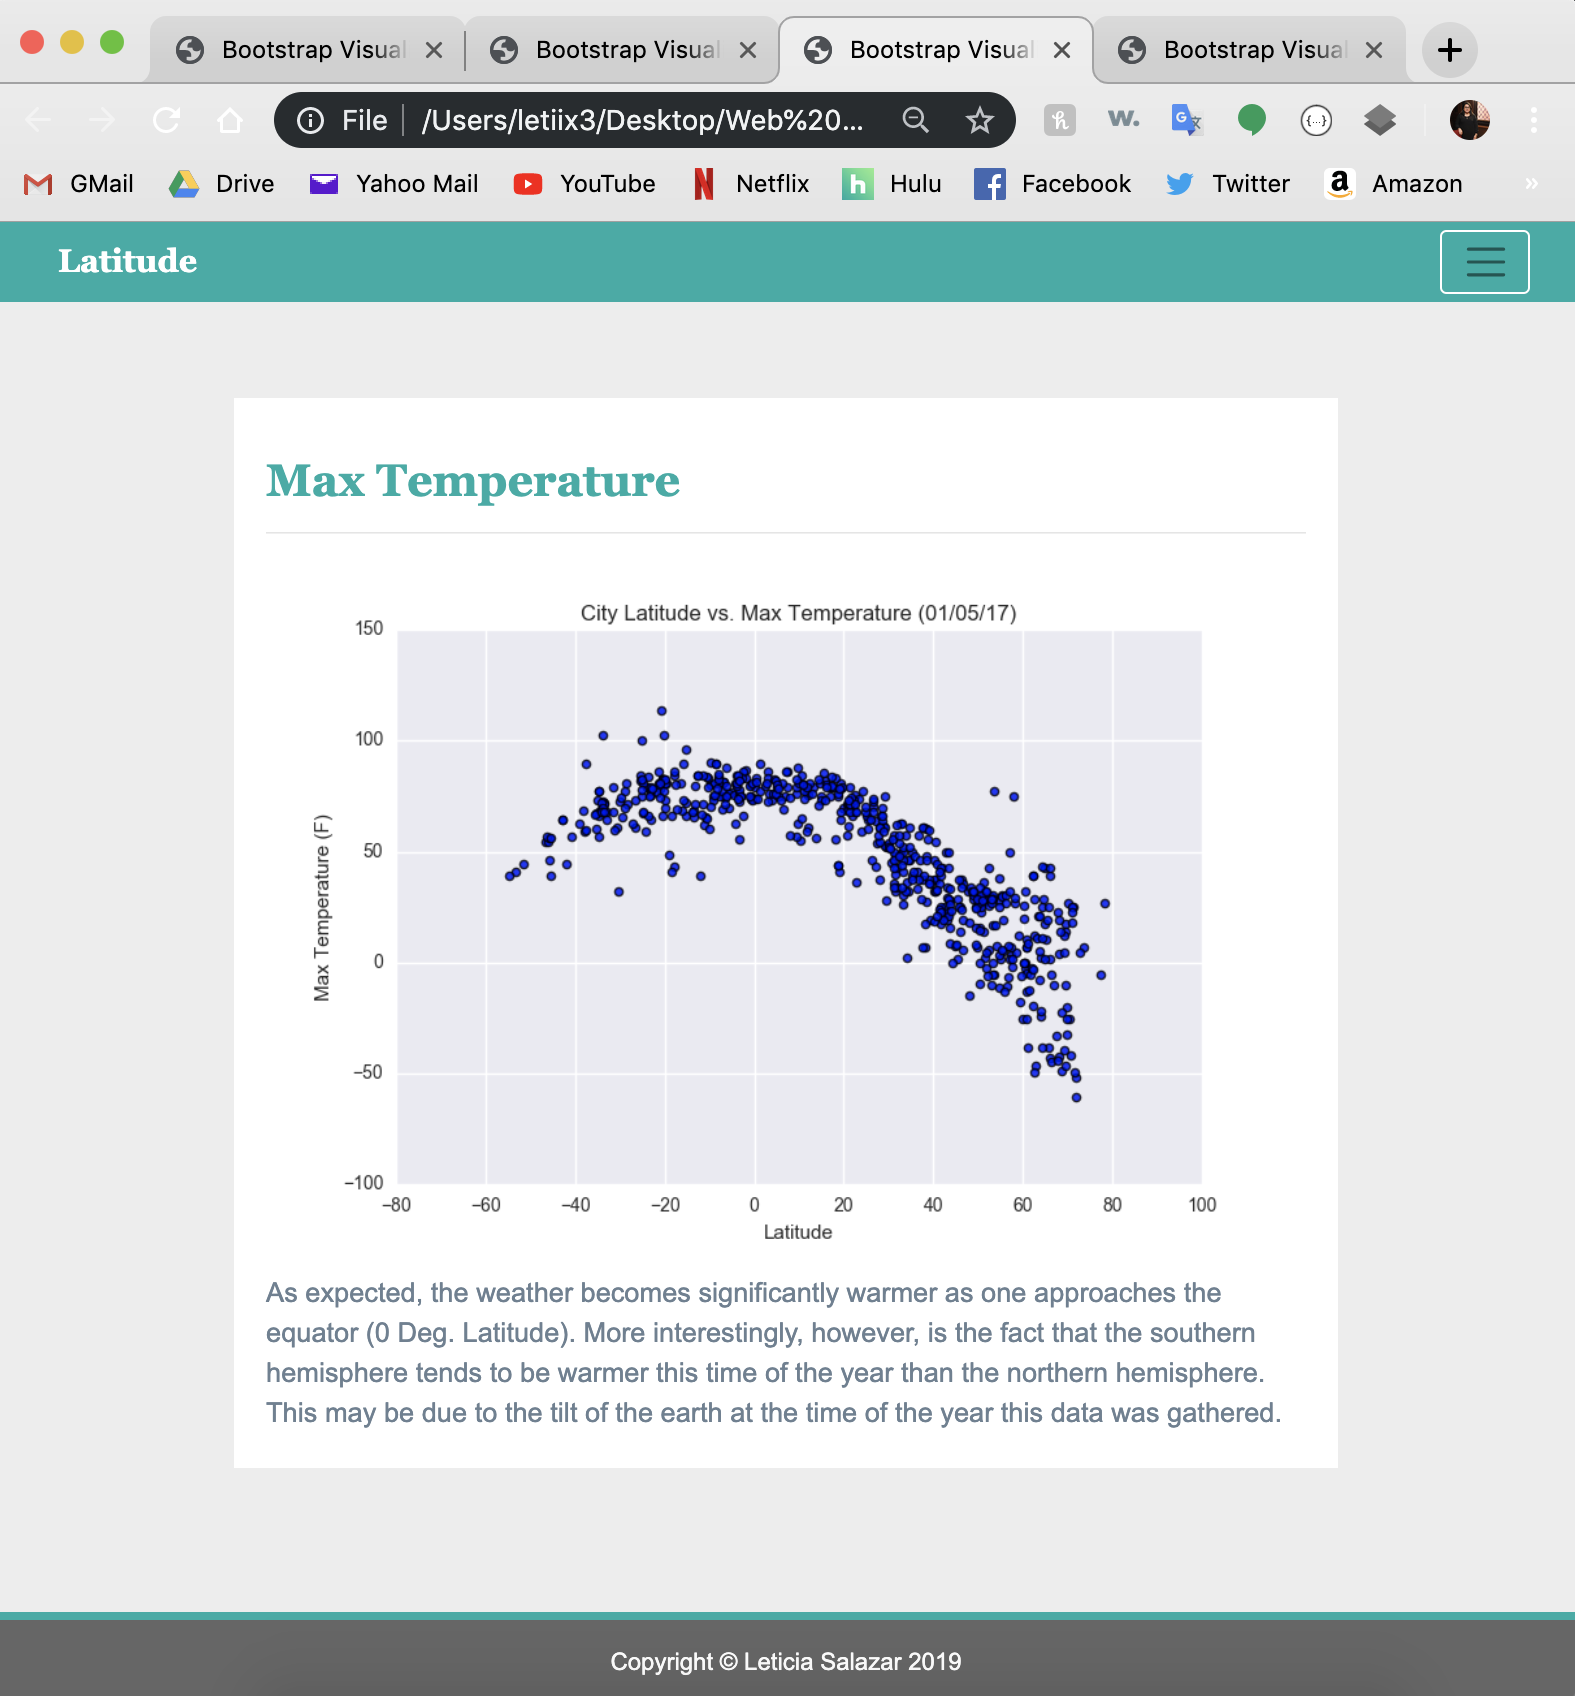 Bootstrap Visual Bootstrap Visual Bootstrap Visual Bootstrap Visual
File /Users/letiix3/Desktop/Web%20...
GMail Drive Yahoo Mail YouTube Netflix Hulu Facebook Twitter Amazon »
Latitude
Max Temperature
City Latitude vs. Max Temperature (01/05/17)
150
100
50
0
−50
−100
Max Temperature (F)
−80 −60 −40 −20 0 20 40 60 80 100
Latitude
As expected, the weather becomes significantly warmer as one approaches the
equator (0 Deg. Latitude). More interestingly, however, is the fact that the southern
hemisphere tends to be warmer this time of the year than the northern hemisphere.
This may be due to the tilt of the earth at the time of the year this data was gathered.
Copyright © Leticia Salazar 2019